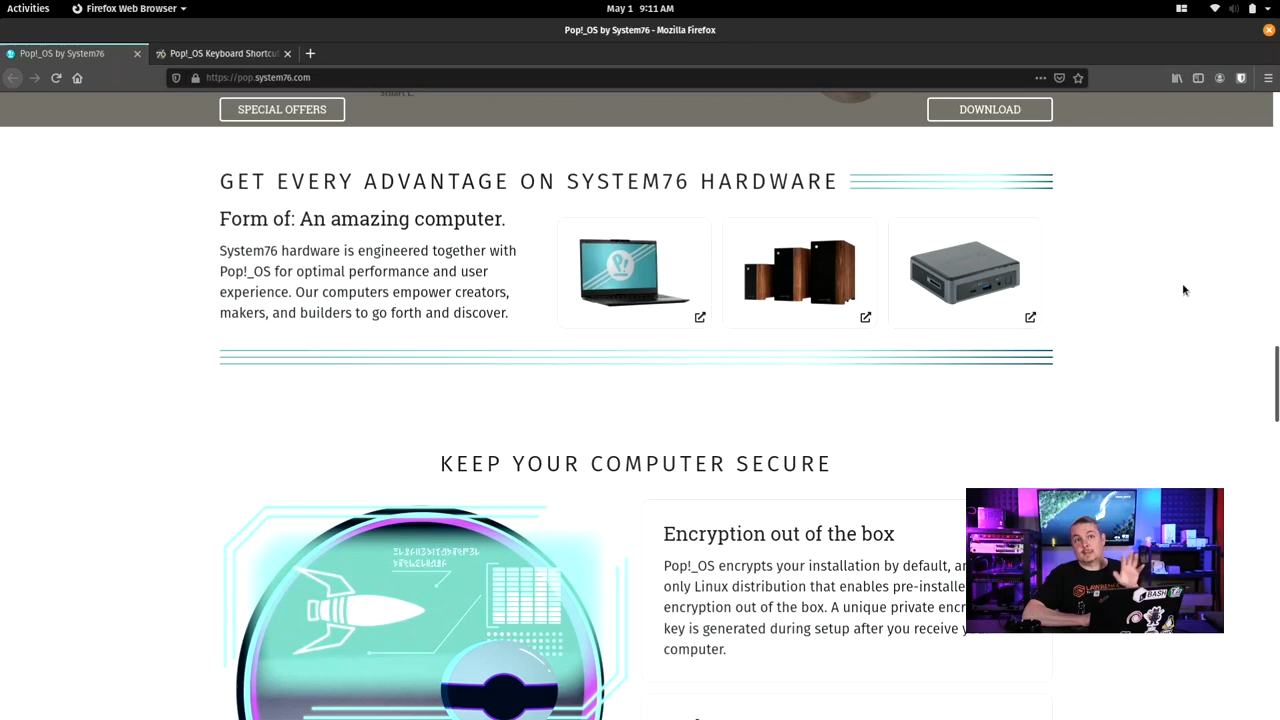 Activities
Firefox Web Browser
May 1 9:11 AM
Pop!_OS by System76 - Mozilla Firefox
Pop!_OS by System76
Pop!_OS Keyboard Shortcu
https://pop.system76.com
SPECIAL OFFERS
DOWNLOAD
GET EVERY ADVANTAGE ON SYSTEM76 HARDWARE
Form of: An amazing computer.
System76 hardware is engineered together with
Pop!_OS for optimal performance and user
experience. Our computers empower creators,
makers, and builders to go forth and discover.
KEEP YOUR COMPUTER SECURE
Encryption out of the box
Pop!_OS encrypts your installation by default, an
only Linux distribution that enables pre-installe
encryption out of the box. A unique private encr
key is generated during setup after you receive y
computer.
LAWRENCE
BASH